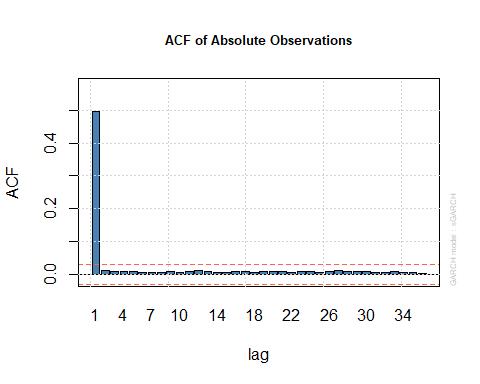 ACF of Absolute Observations
ACF
0.4
0.2
0.0
1 4 7 10 14 18 22 26 30 34
lag
GARCH model : sGARCH